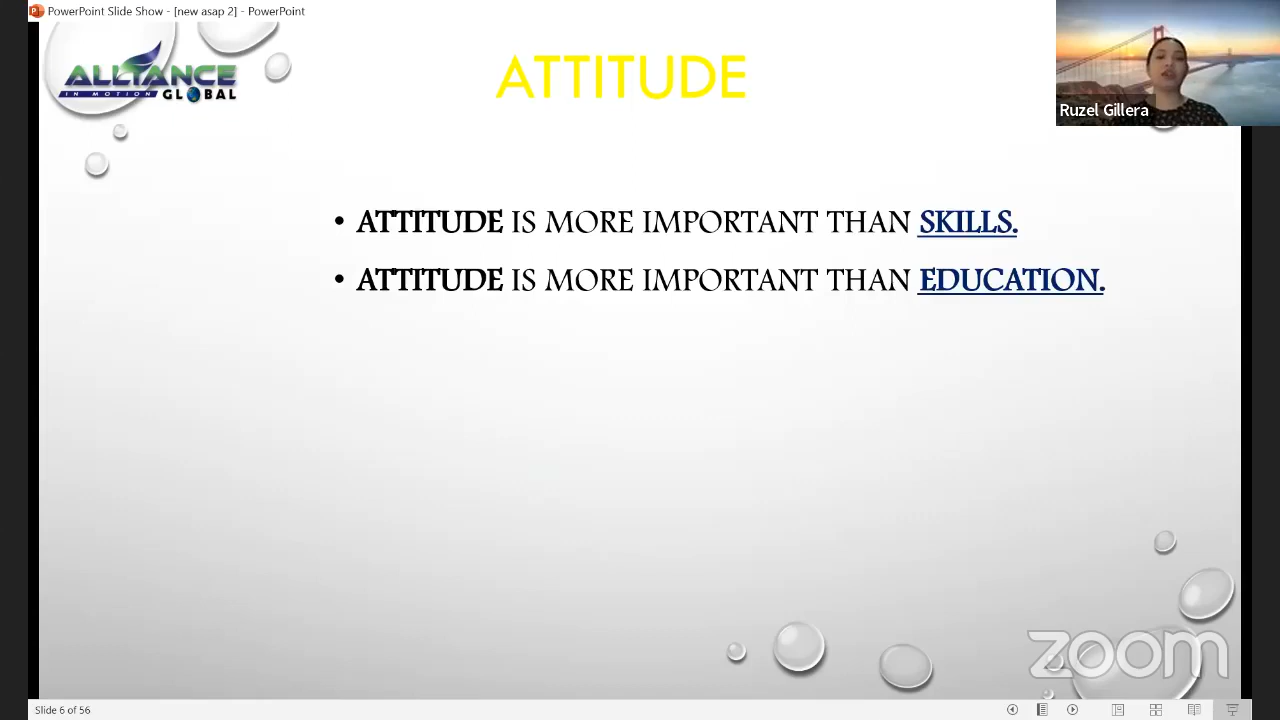 PowerPoint Slide Show - [new asap 2] - PowerPoint
ALLIANCE
IN MOTION GLOBAL
ATTITUDE
Ruzel Gillera
• ATTITUDE IS MORE IMPORTANT THAN SKILLS.
• ATTITUDE IS MORE IMPORTANT THAN EDUCATION.
zoom
Slide 6 of 56